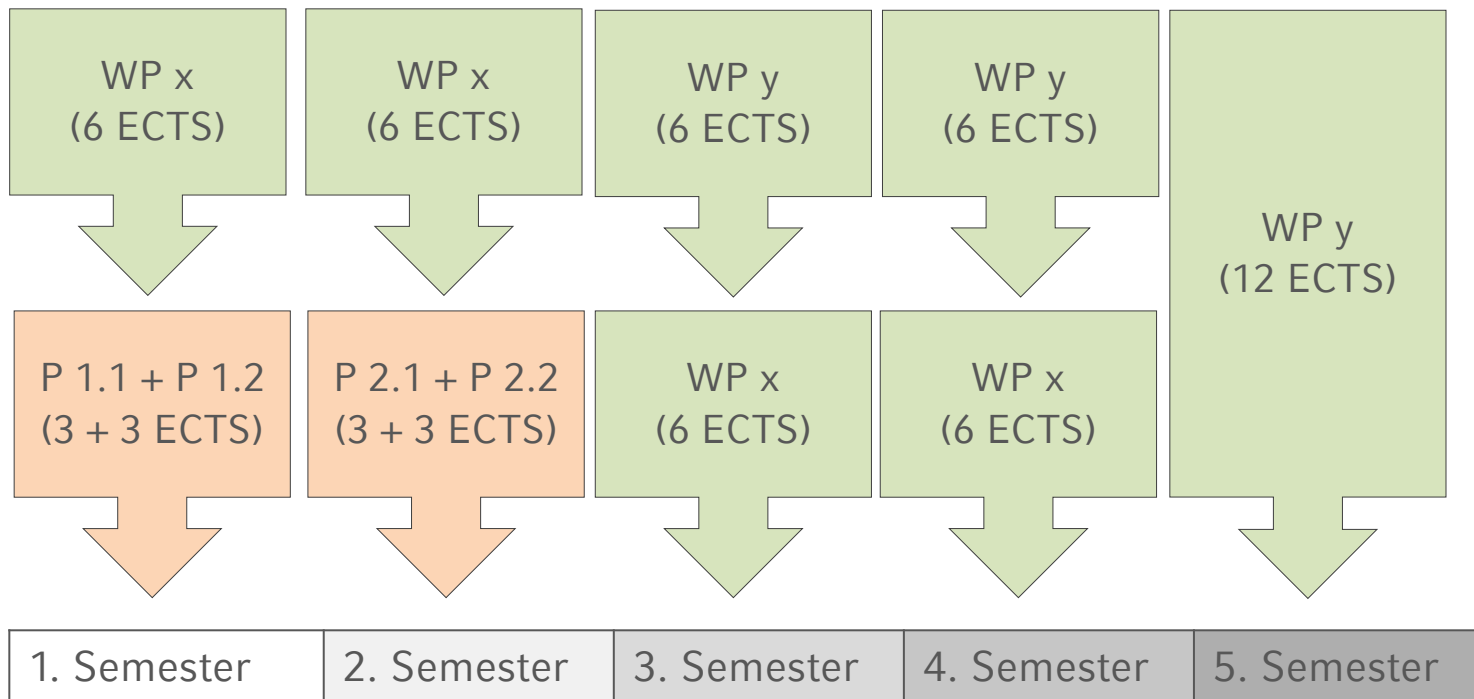 WP x
(6 ECTS)
WP x
(6 ECTS)
WP y
(6 ECTS)
WP y
(6 ECTS)
WP y
(12 ECTS)
P 1.1 + P 1.2
(3 + 3 ECTS)
P 2.1 + P 2.2
(3 + 3 ECTS)
WP x
(6 ECTS)
WP x
(6 ECTS)
1. Semester
2. Semester
3. Semester
4. Semester
5. Semester